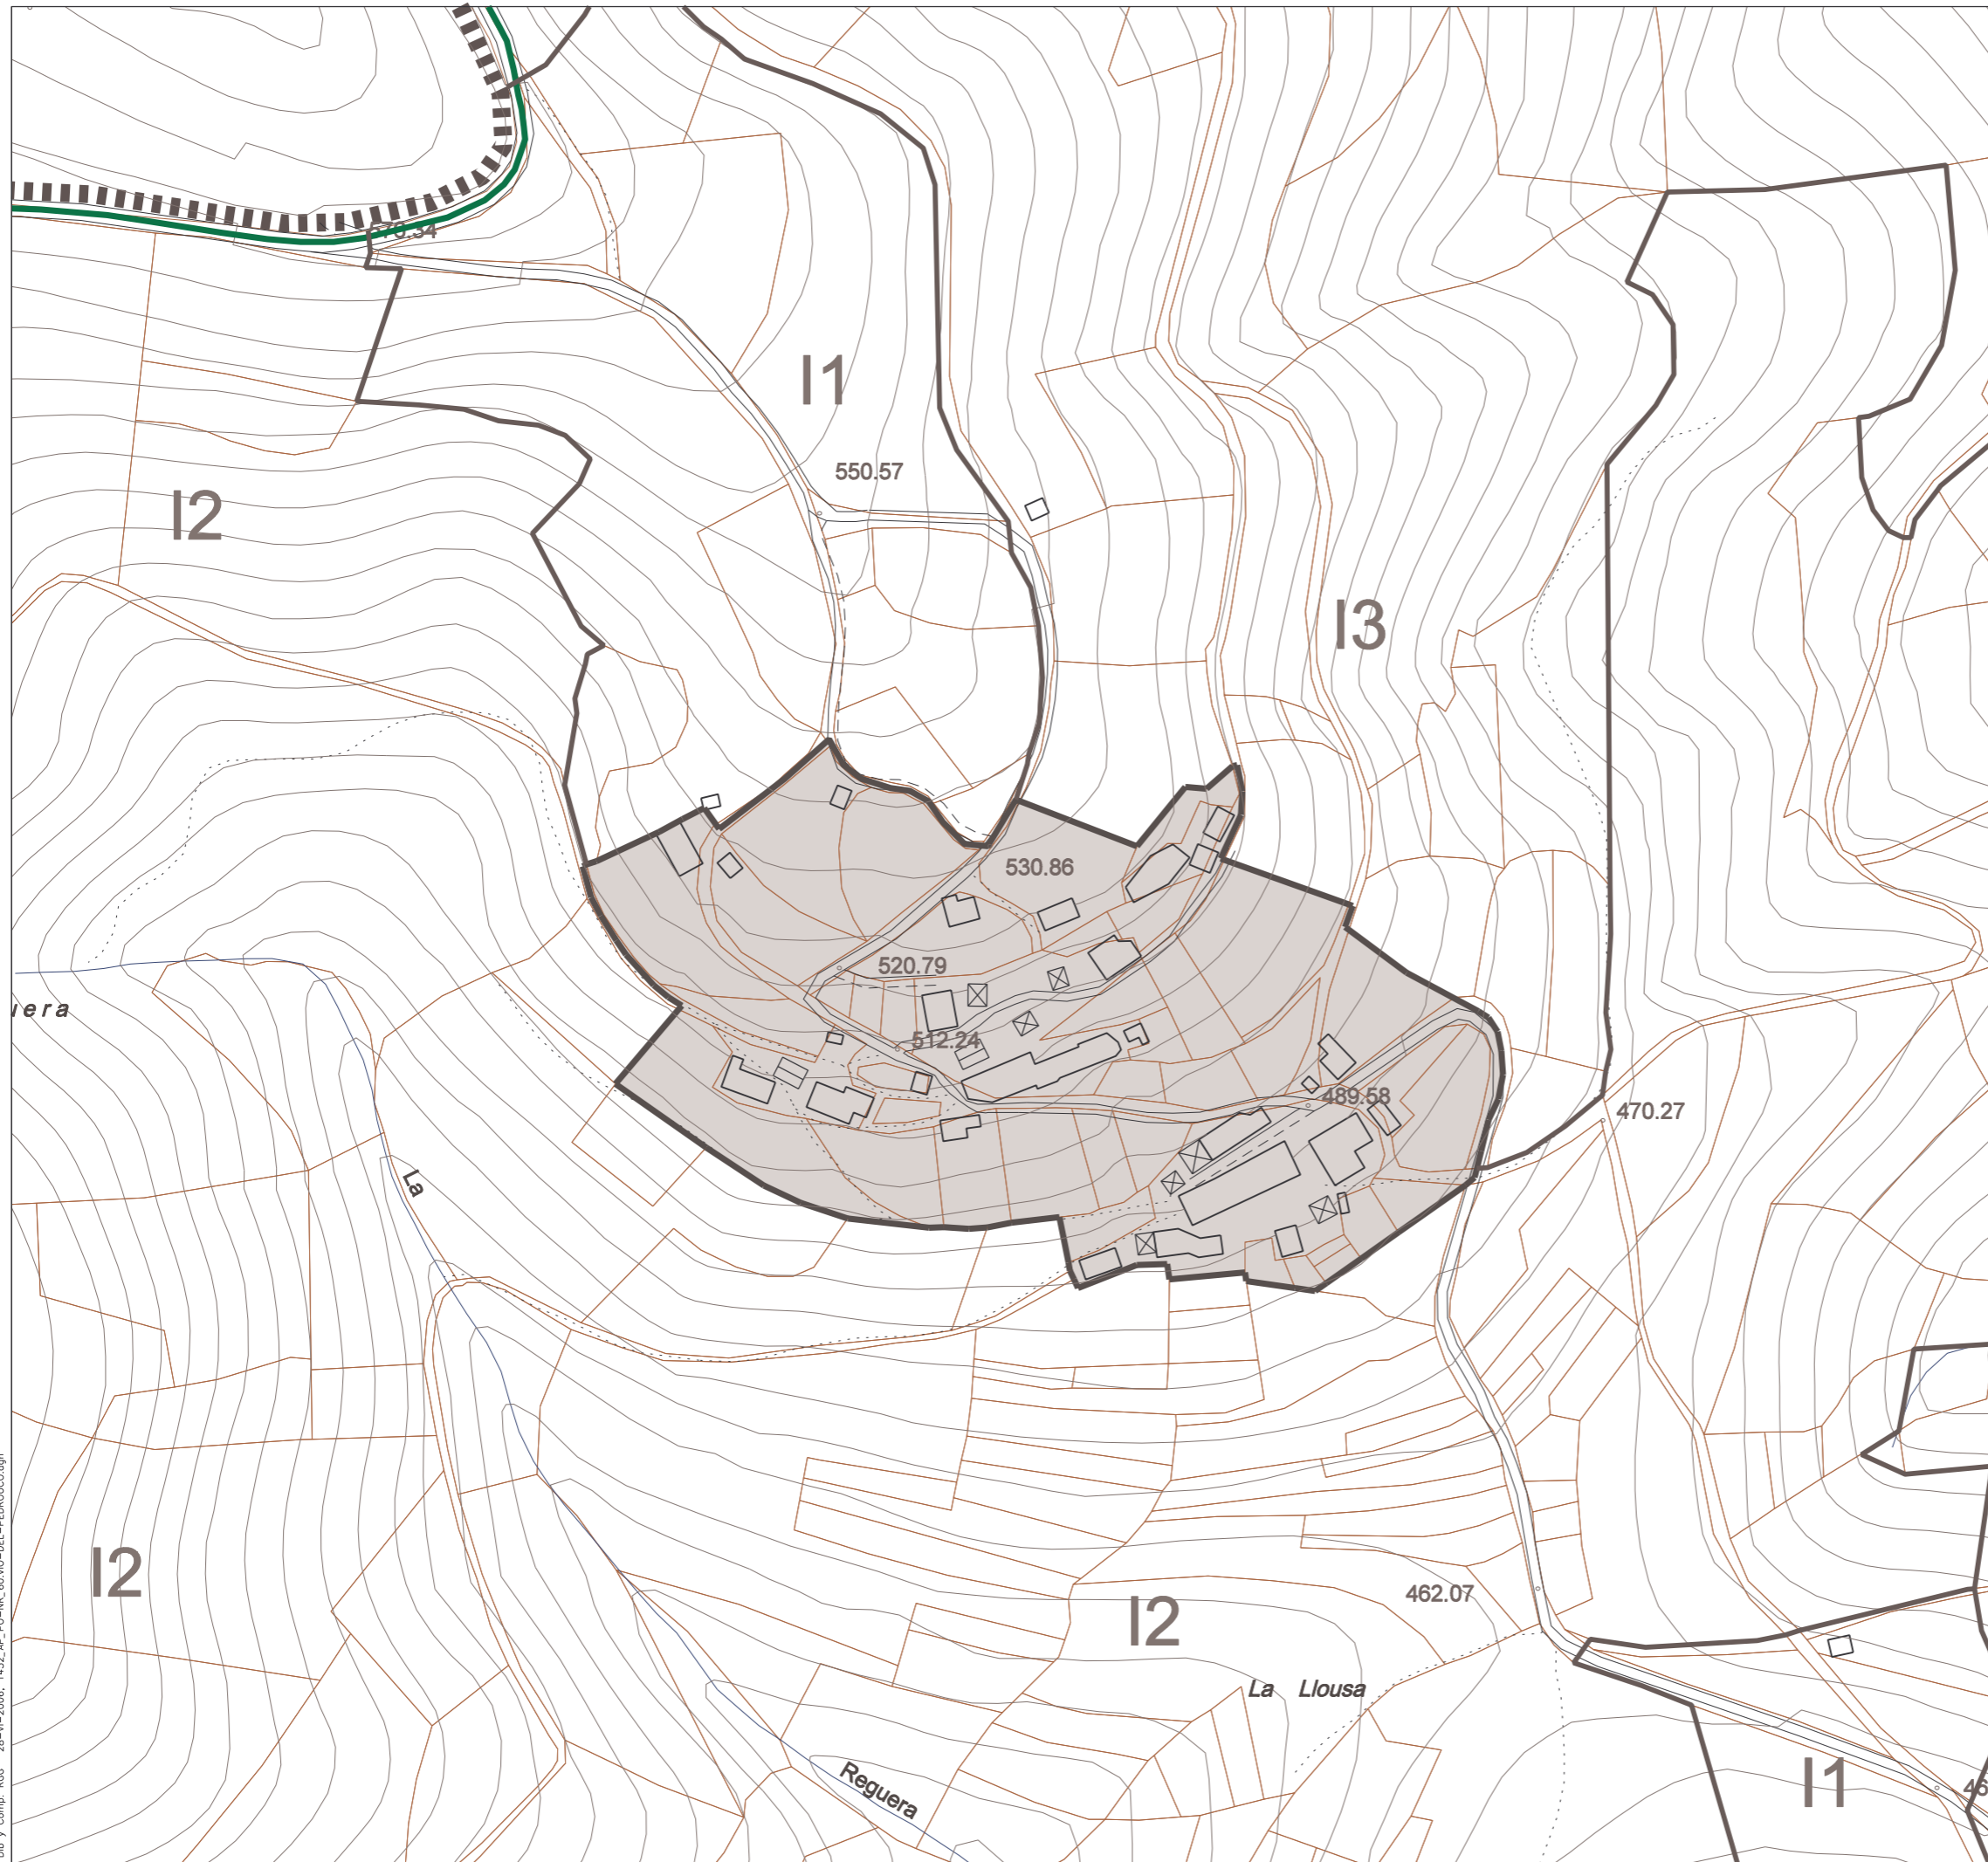 570.34
I1
550.57
I2
I3
530.86
520.79
512.24
489.58
470.27
La
I2
I2
462.07
La Llousa
Reguera
I1